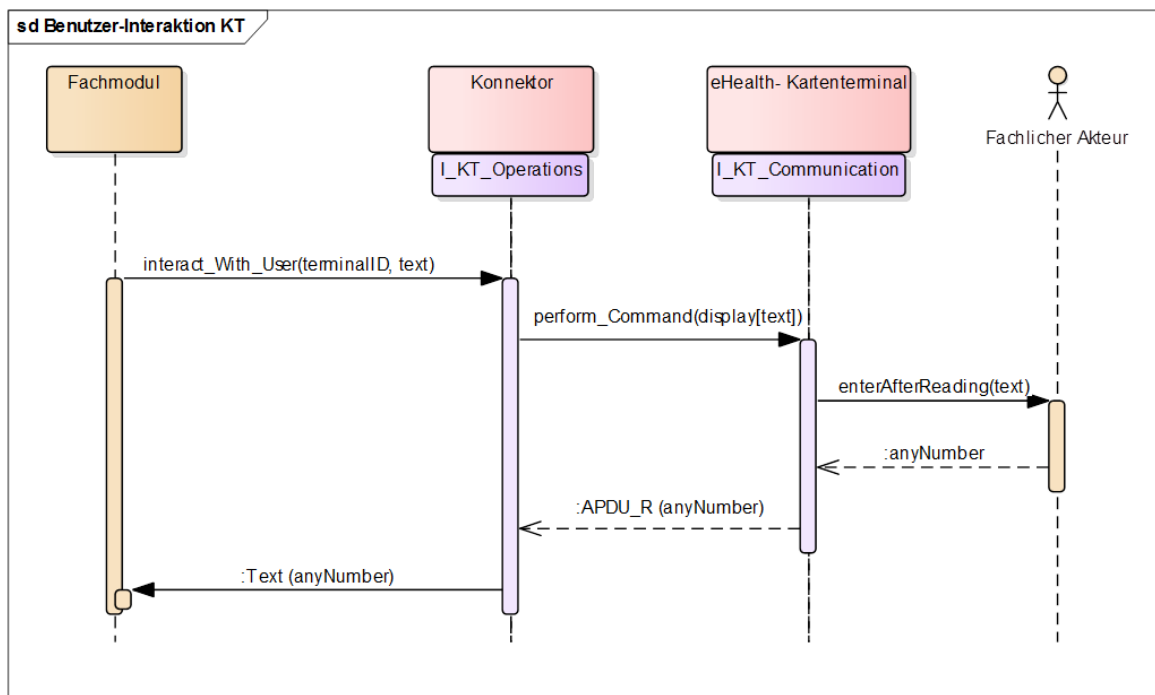 sd Benutzer-Interaktion KT
Fachmodul
Konnektor
eHealth- Kartenterminal
Fachlicher Akteur
I_KT_Operations
I_KT_Communication
interact_With_User(terminalID, text)
perform_Command(display[text])
enterAfterReading(text)
:anyNumber
:APDU_R (anyNumber)
:Text (anyNumber)